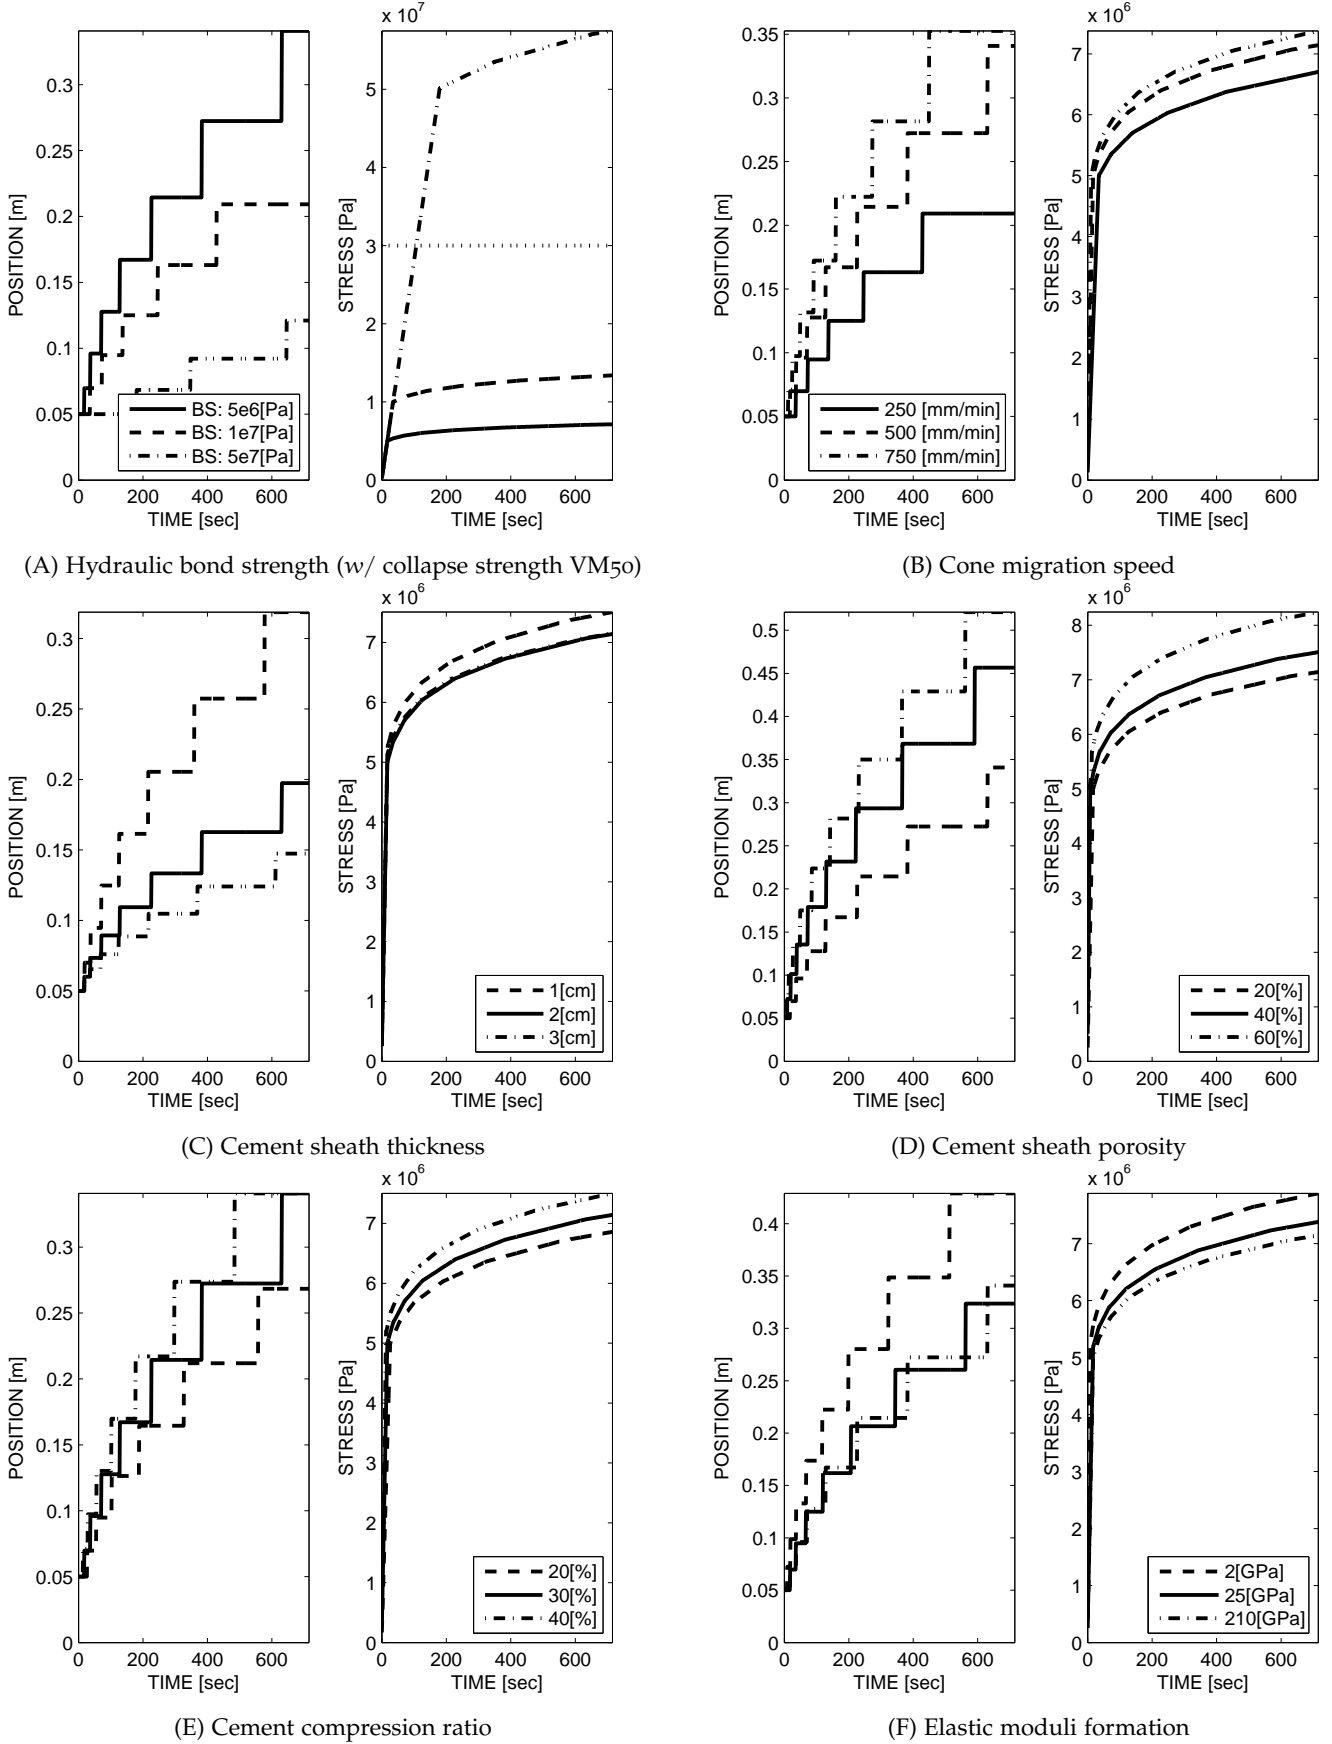 x 10^7
0.3
0.25
0.2
0.15
0.1
0.05
0
POSITION [m]
BS: 5e6[Pa]
BS: 1e7[Pa]
BS: 5e7[Pa]
0 200 400 600
TIME [sec]
5
4
3
2
1
0
STRESS [Pa]
0 200 400 600
TIME [sec]
(A) Hydraulic bond strength (w/ collapse strength VM50)
x 10^6
0.35
0.3
0.25
0.2
0.15
0.1
0.05
0
POSITION [m]
250 [mm/min]
500 [mm/min]
750 [mm/min]
0 200 400 600
TIME [sec]
7
6
5
4
3
2
1
0
STRESS [Pa]
0 200 400 600
TIME [sec]
(B) Cone migration speed
x 10^6
0.3
0.25
0.2
0.15
0.1
0.05
0
POSITION [m]
0 200 400 600
TIME [sec]
7
6
5
4
3
2
1
0
STRESS [Pa]
1[cm]
2[cm]
3[cm]
0 200 400 600
TIME [sec]
(C) Cement sheath thickness
x 10^6
0.5
0.45
0.4
0.35
0.3
0.25
0.2
0.15
0.1
0.05
0
POSITION [m]
0 200 400 600
TIME [sec]
8
7
6
5
4
3
2
1
0
STRESS [Pa]
20[%]
40[%]
60[%]
0 200 400 600
TIME [sec]
(D) Cement sheath porosity
x 10^6
0.3
0.25
0.2
0.15
0.1
0.05
0
POSITION [m]
0 200 400 600
TIME [sec]
7
6
5
4
3
2
1
0
STRESS [Pa]
20[%]
30[%]
40[%]
0 200 400 600
TIME [sec]
(E) Cement compression ratio
x 10^6
0.4
0.35
0.3
0.25
0.2
0.15
0.1
0.05
0
POSITION [m]
0 200 400 600
TIME [sec]
7
6
5
4
3
2
1
0
STRESS [Pa]
2[GPa]
25[GPa]
210[GPa]
0 200 400 600
TIME [sec]
(F) Elastic moduli formation